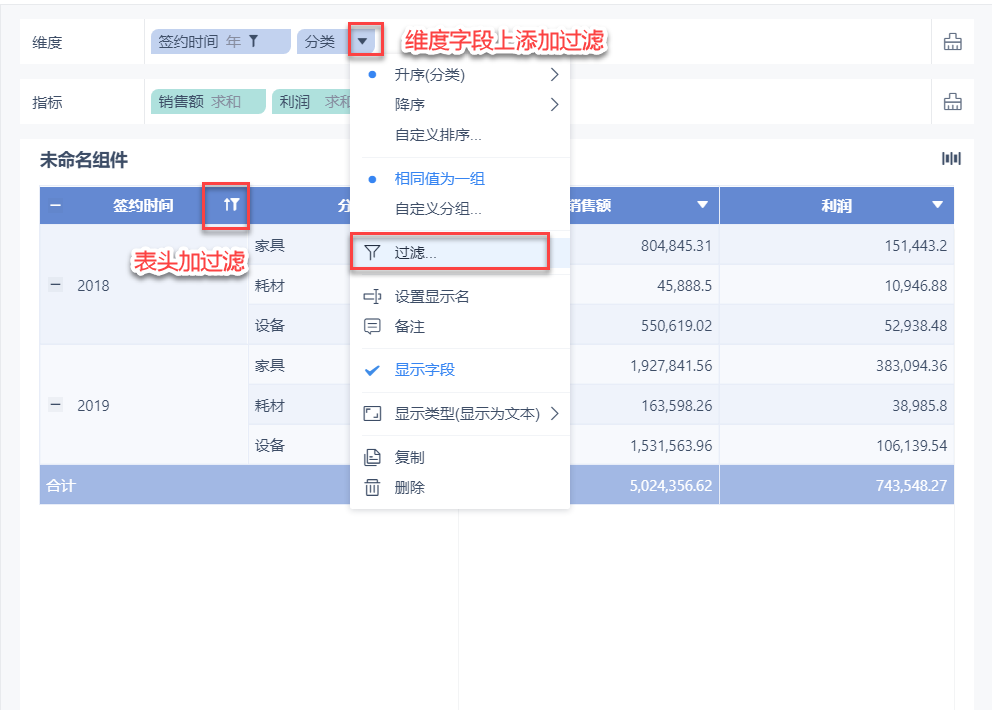 维度 签约时间 年 分类 维度字段上添加过滤
升序(分类)
降序
指标 销售额 求和 利润 求和
自定义排序...
未命名组件
相同值为一组
签约时间 自定义分组... 销售额 利润
表头加过滤
家具 过滤... 804,845.31 151,443.2
2018 耗材 设置显示名 45,888.5 10,946.88
设备 备注 550,619.02 52,938.48
家具 显示字段 1,927,841.56 383,094.36
2019 耗材 显示类型(显示为文本) 163,598.26 38,985.8
设备 复制 1,531,563.96 106,139.54
合计 删除 5,024,356.62 743,548.27